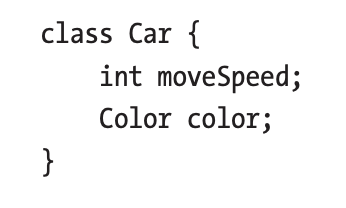 class Car {
    int moveSpeed;
    Color color;
}